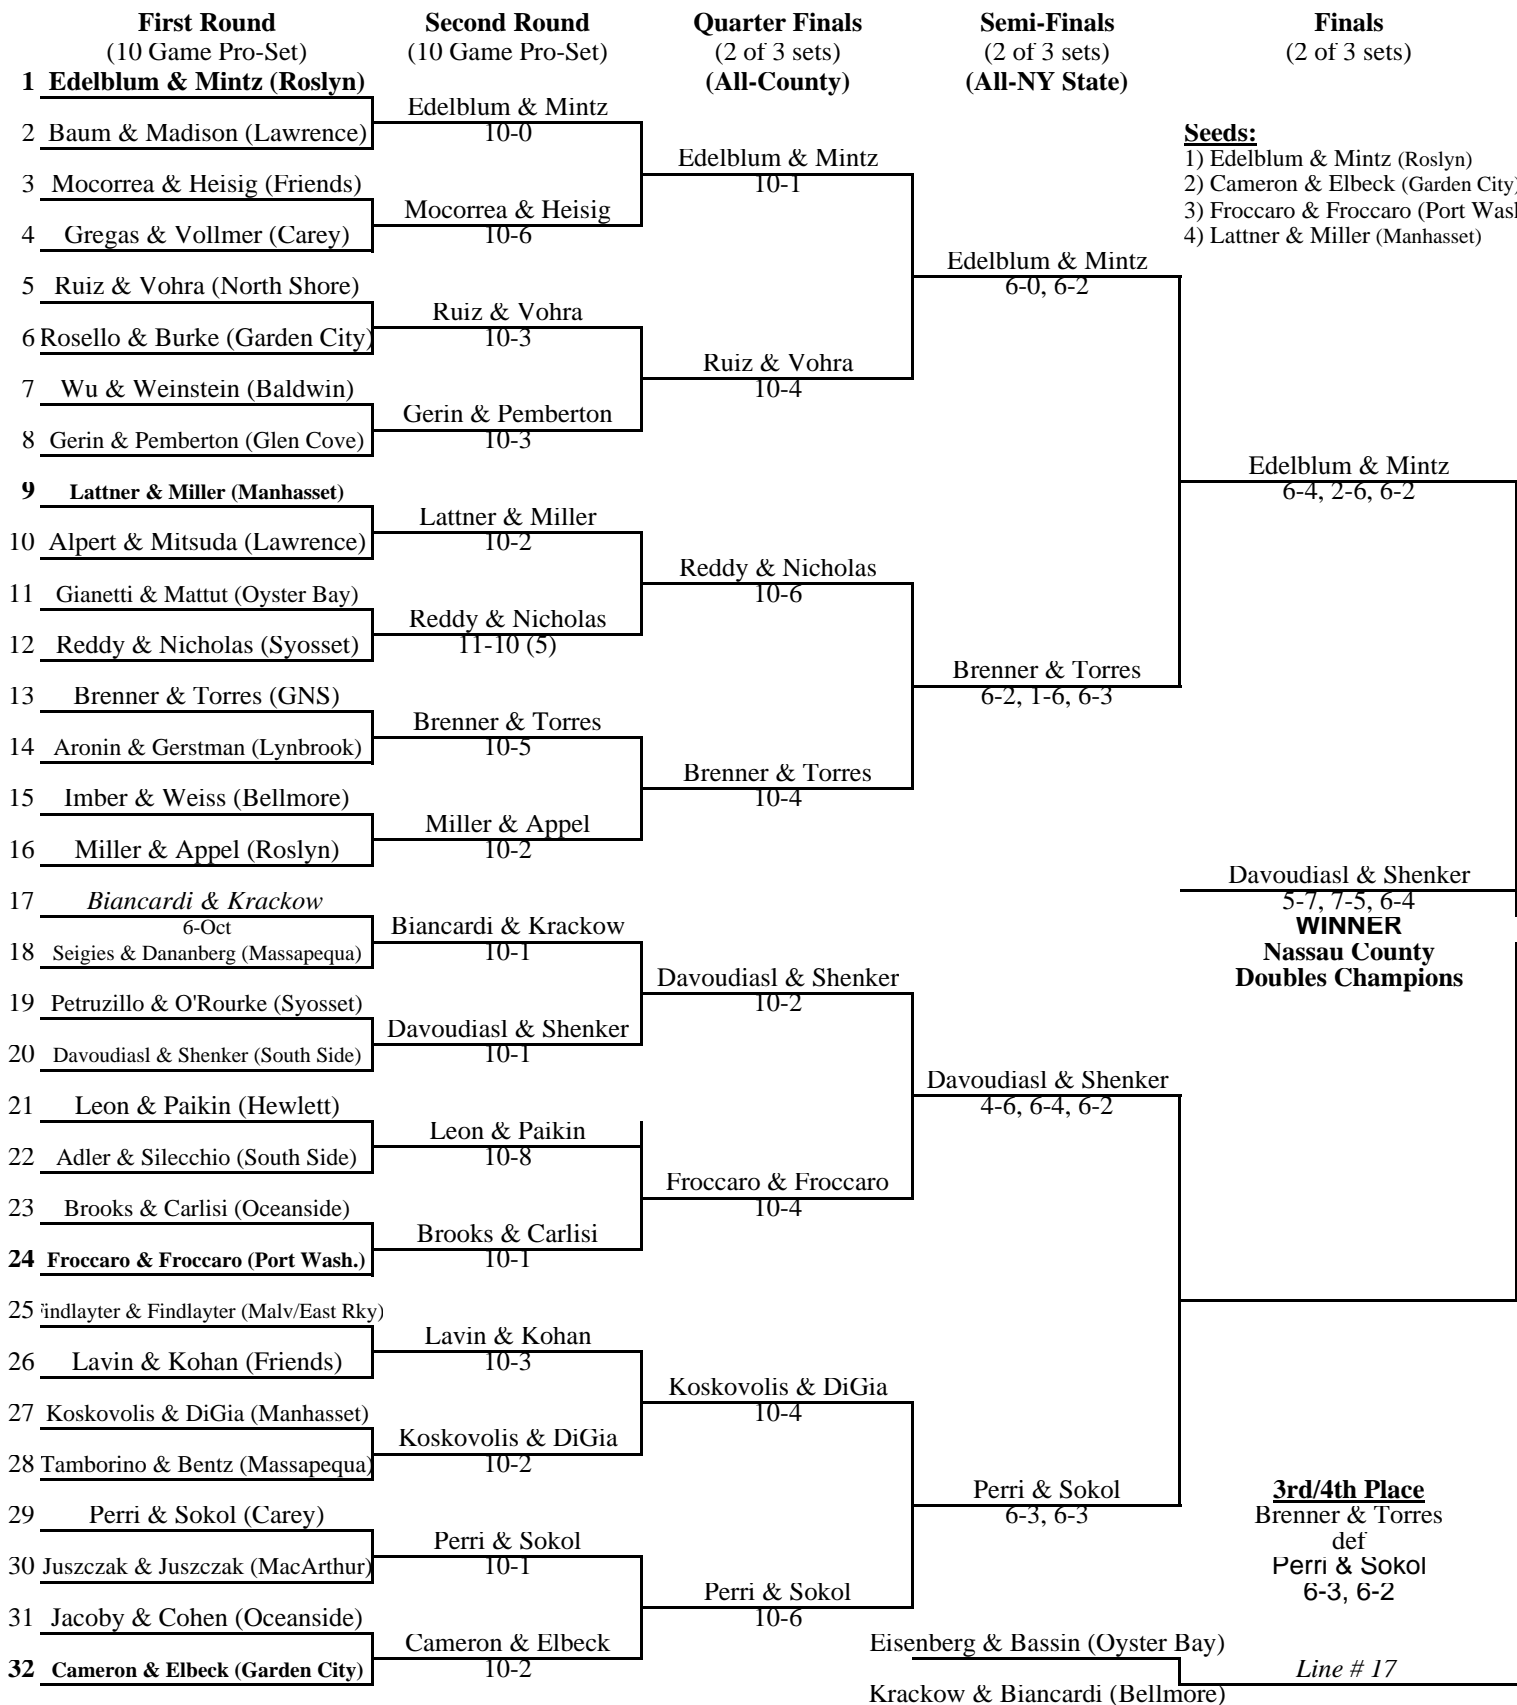 First Round
(10 Game Pro-Set)
Second Round
(10 Game Pro-Set)
Quarter Finals
(2 of 3 sets)
(All-County)
Semi-Finals
(2 of 3 sets)
(All-NY State)
Finals
(2 of 3 sets)
1 Edelblum & Mintz (Roslyn)
2 Baum & Madison (Lawrence)
3 Mocorrea & Heisig (Friends)
4 Gregas & Vollmer (Carey)
5 Ruiz & Vohra (North Shore)
6 Rosello & Burke (Garden City)
7 Wu & Weinstein (Baldwin)
8 Gerin & Pemberton (Glen Cove)
9 Lattner & Miller (Manhasset)
10 Alpert & Mitsuda (Lawrence)
11 Gianetti & Mattut (Oyster Bay)
12 Reddy & Nicholas (Syosset)
13 Brenner & Torres (GNS)
14 Aronin & Gerstman (Lynbrook)
15 Imber & Weiss (Bellmore)
16 Miller & Appel (Roslyn)
17 Biancardi & Krackow
6-Oct
18 Seigies & Dananberg (Massapequa)
19 Petruzillo & O'Rourke (Syosset)
20 Davoudiasl & Shenker (South Side)
21 Leon & Paikin (Hewlett)
22 Adler & Silecchio (South Side)
23 Brooks & Carlisi (Oceanside)
24 Froccaro & Froccaro (Port Wash.)
25 indlayter & Findlayter (Malv/East Rky)
26 Lavin & Kohan (Friends)
27 Koskovolis & DiGia (Manhasset)
28 Tamborino & Bentz (Massapequa)
29 Perri & Sokol (Carey)
30 Juszczak & Juszczak (MacArthur)
31 Jacoby & Cohen (Oceanside)
32 Cameron & Elbeck (Garden City)
Edelblum & Mintz
10-0
Mocorrea & Heisig
10-6
Ruiz & Vohra
10-3
Gerin & Pemberton
10-3
Lattner & Miller
10-2
Reddy & Nicholas
11-10 (5)
Brenner & Torres
10-5
Miller & Appel
10-2
Biancardi & Krackow
10-1
Davoudiasl & Shenker
10-1
Leon & Paikin
10-8
Brooks & Carlisi
10-1
Lavin & Kohan
10-3
Koskovolis & DiGia
10-2
Perri & Sokol
10-1
Cameron & Elbeck
10-2
Edelblum & Mintz
10-1
Ruiz & Vohra
10-4
Reddy & Nicholas
10-6
Brenner & Torres
10-4
Davoudiasl & Shenker
10-2
Froccaro & Froccaro
10-4
Koskovolis & DiGia
10-4
Perri & Sokol
10-6
Edelblum & Mintz
6-0, 6-2
Brenner & Torres
6-2, 1-6, 6-3
Davoudiasl & Shenker
4-6, 6-4, 6-2
Perri & Sokol
6-3, 6-3
Eisenberg & Bassin (Oyster Bay)
Krackow & Biancardi (Bellmore)
Seeds:
1) Edelblum & Mintz (Roslyn)
2) Cameron & Elbeck (Garden City)
3) Froccaro & Froccaro (Port Wash
4) Lattner & Miller (Manhasset)
Edelblum & Mintz
6-4, 2-6, 6-2
Davoudiasl & Shenker
5-7, 7-5, 6-4
WINNER
Nassau County
Doubles Champions
3rd/4th Place
Brenner & Torres
def
Perri & Sokol
6-3, 6-2
Line # 17